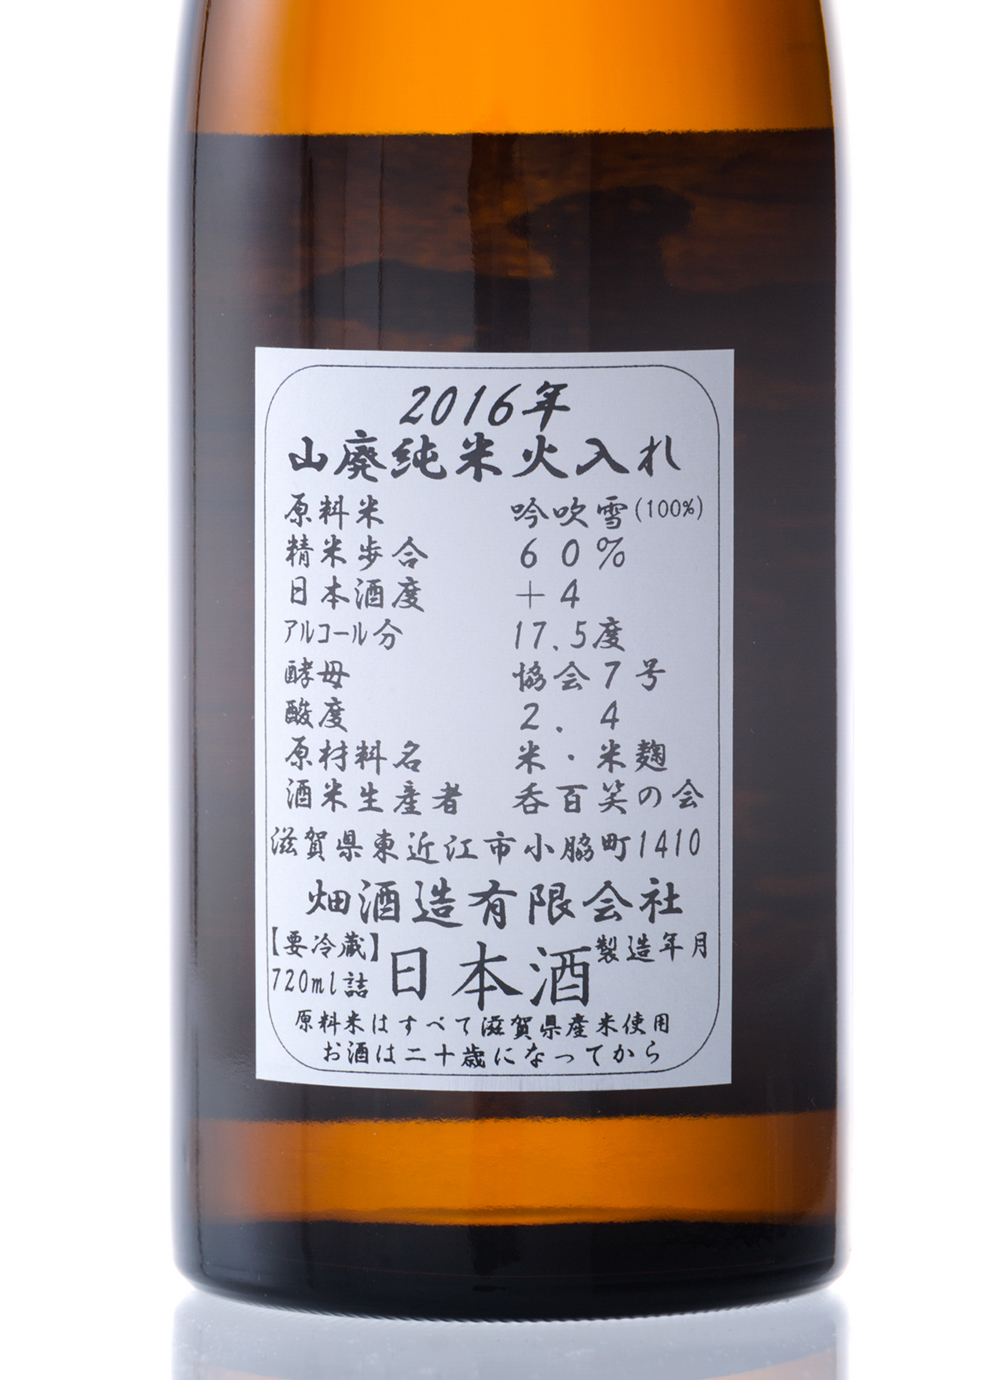 2016年
山廃純米火入れ
原料米 吟吹雪(100%)
精米歩合 60%
日本酒度 +4
アルコール分 17.5度
酵母 協会7号
酸度 2.4
原材料名 米・米麹
酒米生産者 呑百笑の会
滋賀県東近江市小脇町1410
畑酒造有限会社
【要冷蔵】 日本酒 製造年月
720ml詰
原料米はすべて滋賀県産米使用
お酒は二十歳になってから